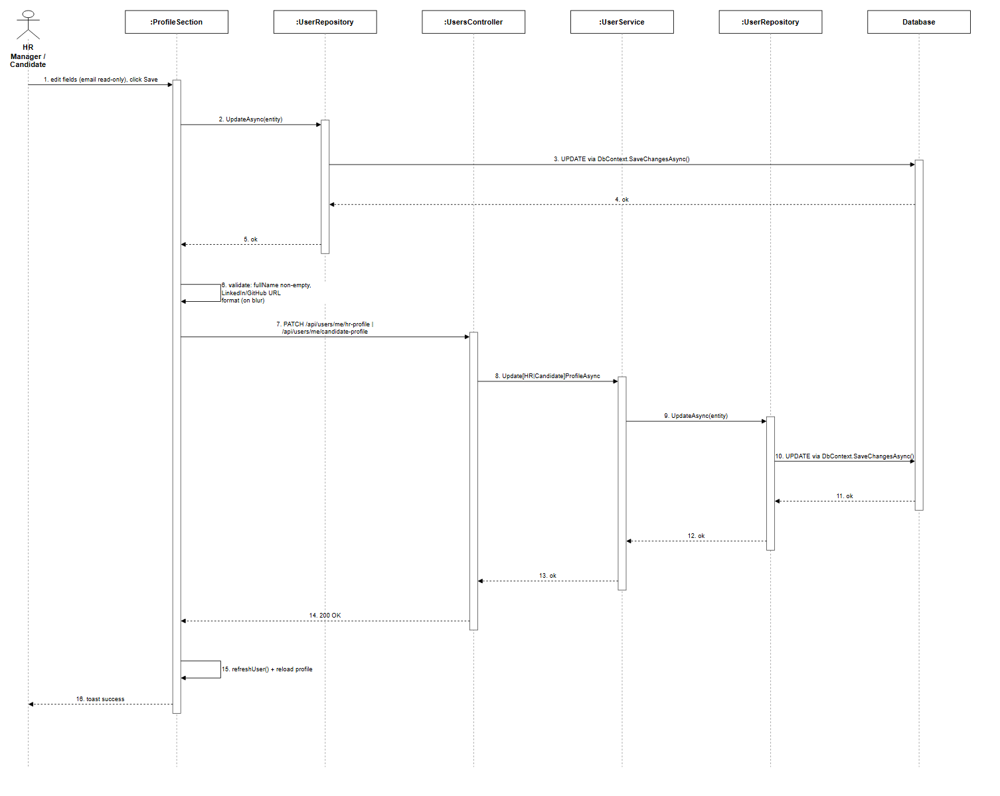 HR
Manager /
Candidate
:ProfileSection
:UserRepository
:UsersController
:UserService
:UserRepository
Database
1. edit fields (email read-only), click Save
2. UpdateAsync(entity)
3. UPDATE via DbContext.SaveChangesAsync()
4. ok
5. ok
6. validate: fullName non-empty,
LinkedIn/GitHub URL
format (on blur)
7. PATCH /api/users/me/hr-profile |
/api/users/me/candidate-profile
8. Update[HR|Candidate]ProfileAsync
9. UpdateAsync(entity)
10. UPDATE via DbContext.SaveChangesAsync()
11. ok
12. ok
13. ok
14. 200 OK
15. refreshUser() + reload profile
16. toast success